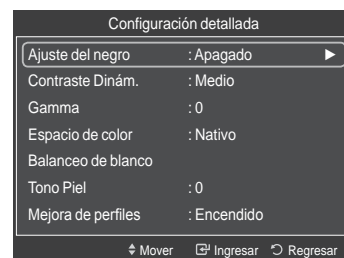 Configuración detallada
Ajuste del negro : Apagado ►
Contraste Dinám. : Medio
Gamma : 0
Espacio de color : Nativo
Balanceo de blanco
Tono Piel : 0
Mejora de perfiles : Encendido
Mover Ingresar Regresar